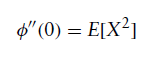 ϕ″(0) = E[X²]